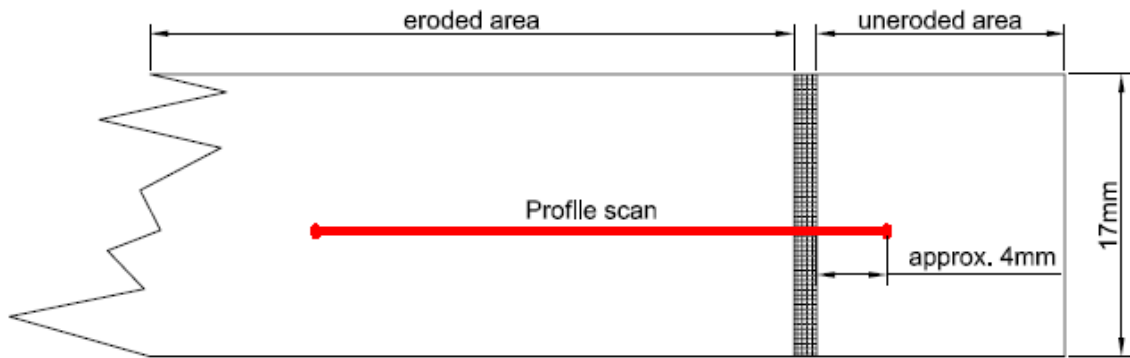 eroded area
uneroded area
Profile scan
approx. 4mm
17mm